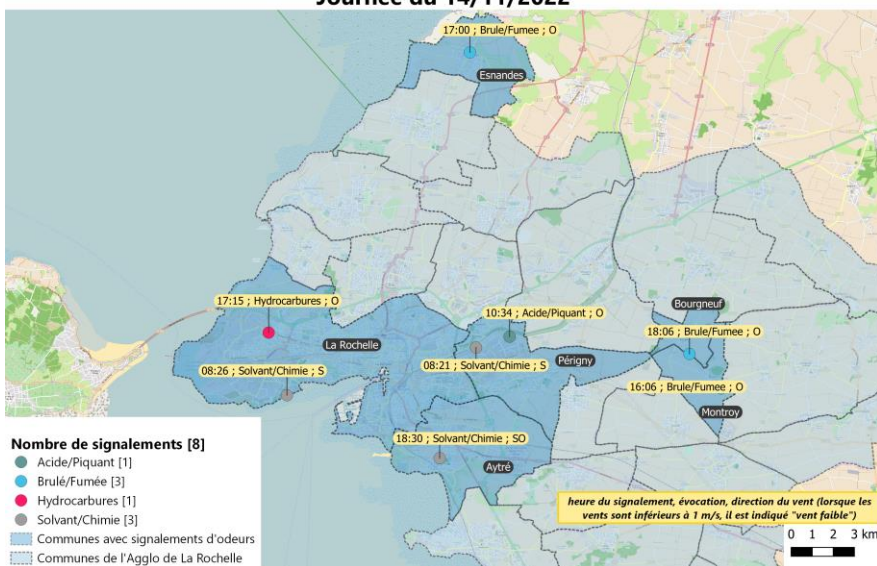 Journée du 14/11/2022
17:00 ; Brule/Fumee ; O
Esnandes
17:15 ; Hydrocarbures ; O
10:34 ; Acide/Piquant ; O
Bourgneuf
La Rochelle
18:06 ; Brule/Fumee ; O
08:26 ; Solvant/Chimie ; S
08:21 ; Solvant/Chimie ; S
Périgny
16:06 ; Brule/Fumee ; O
Montroy
18:30 ; Solvant/Chimie ; SO
Aytré
Nombre de signalements [8]
Acide/Piquant [1]
Brulé/Fumée [3]
Hydrocarbures [1]
Solvant/Chimie [3]
Communes avec signalements d'odeurs
Communes de l'Agglo de La Rochelle
heure du signalement, évocation, direction du vent (lorsque les
vents sont inférieurs à 1 m/s, il est indiqué "vent faible")
0 1 2 3 km